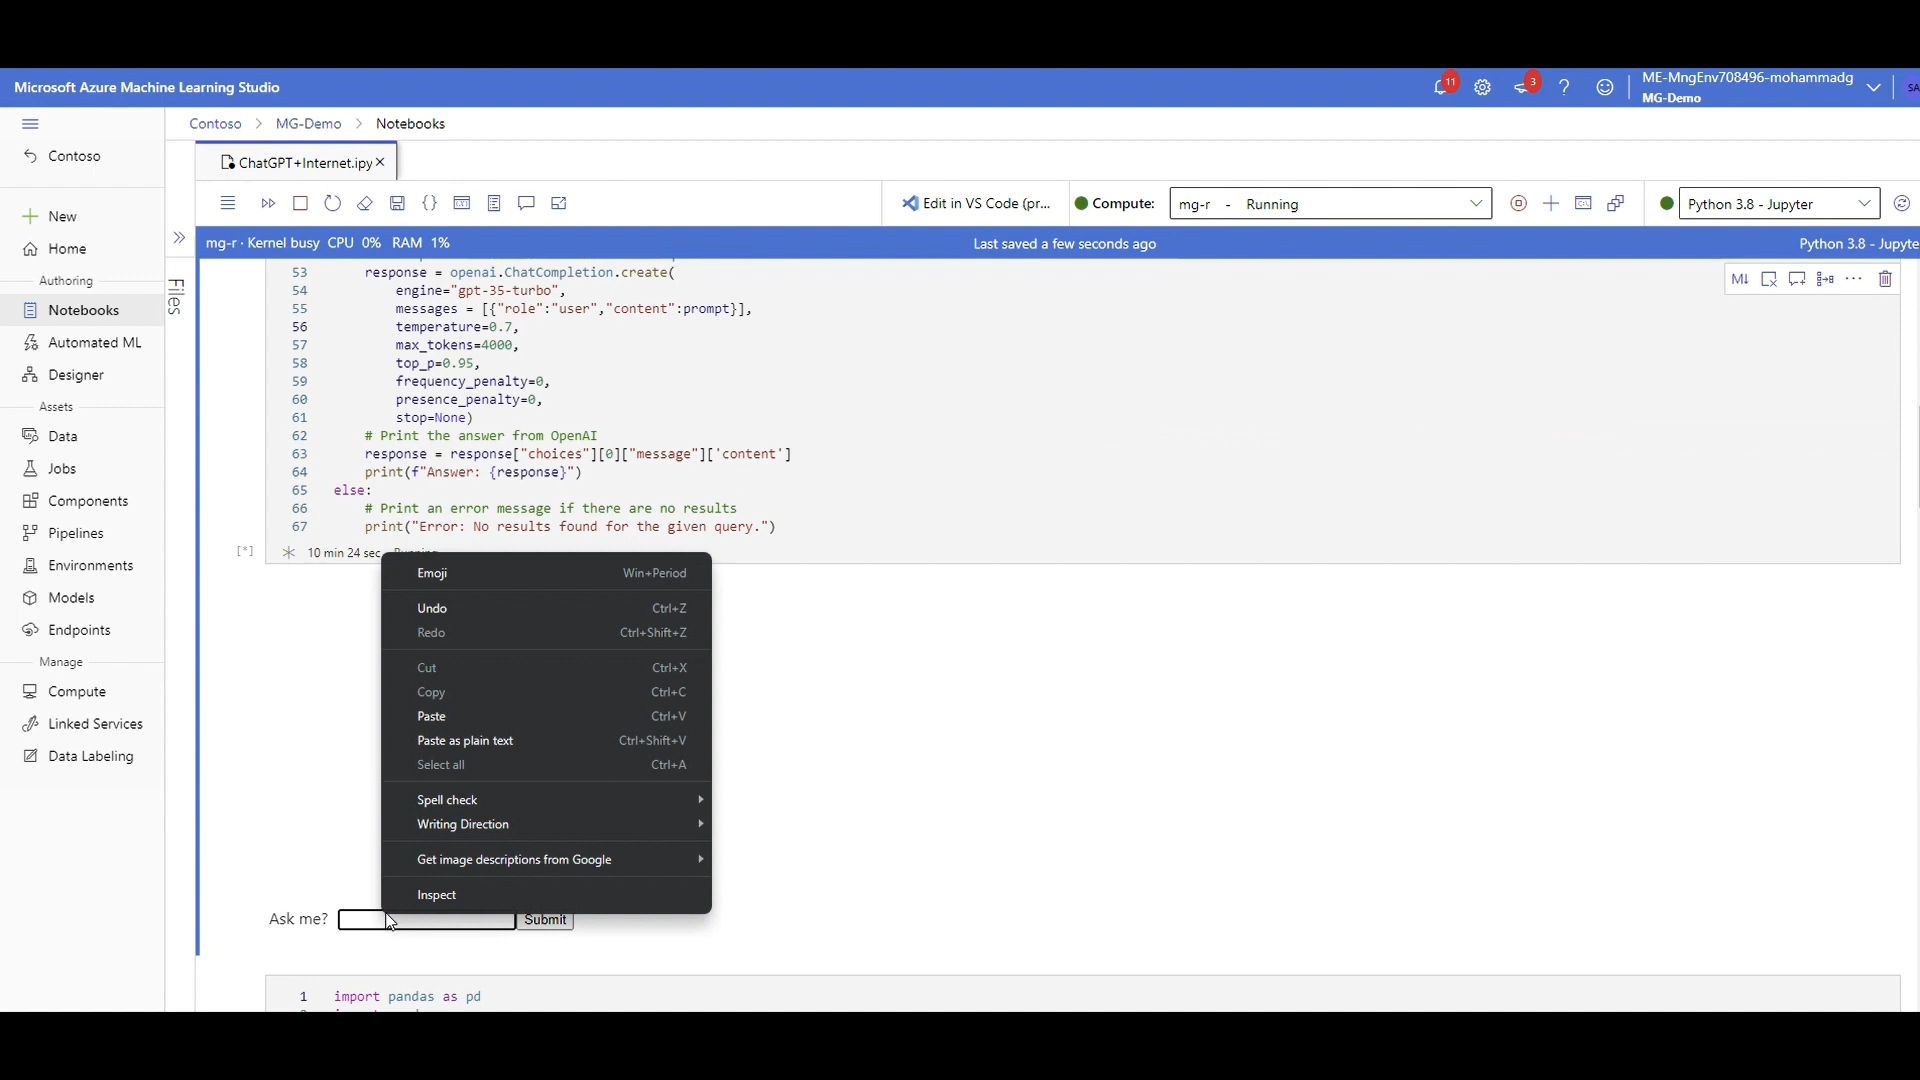 Microsoft Azure Machine Learning Studio
11
3
?
ME-MngEnv708496-mohammadg
MG-Demo
SA
Contoso > MG-Demo > Notebooks
Contoso
New
Home
Authoring
Notebooks
Automated ML
Designer
Assets
Data
Jobs
Components
Pipelines
Environments
Models
Endpoints
Manage
Compute
Linked Services
Data Labeling
Files
ChatGPT+Internet.ipy
Edit in VS Code (pr...
Compute:
mg-r - Running
Python 3.8 - Jupyter
mg-r · Kernel busy CPU 0% RAM 1%
Last saved a few seconds ago
Python 3.8 - Jupyte
M↓
53 response = openai.ChatCompletion.create(
54 engine="gpt-35-turbo",
55 messages = [{"role":"user","content":prompt}],
56 temperature=0.7,
57 max_tokens=4000,
58 top_p=0.95,
59 frequency_penalty=0,
60 presence_penalty=0,
61 stop=None)
62 # Print the answer from OpenAI
63 response = response["choices"][0]["message"]['content']
64 print(f"Answer: {response}")
65 else:
66 # Print an error message if there are no results
67 print("Error: No results found for the given query.")
[*]
10 min 24 sec
Emoji Win+Period
Undo Ctrl+Z
Redo Ctrl+Shift+Z
Cut Ctrl+X
Copy Ctrl+C
Paste Ctrl+V
Paste as plain text Ctrl+Shift+V
Select all Ctrl+A
Spell check
Writing Direction
Get image descriptions from Google
Inspect
Ask me?
Submit
1 import pandas as pd